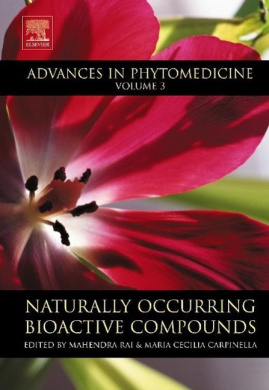 ELSEVIER
ADVANCES IN PHYTOMEDICINE
VOLUME 3
NATURALLY OCCURRING
BIOACTIVE COMPOUNDS
EDITED BY MAHENDRA RAI & MARIA CECILIA CARPINELLA